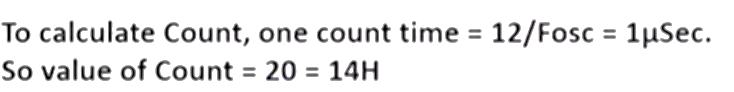 To calculate Count, one count time = 12/Fosc = 1µSec.
So value of Count = 20 = 14H